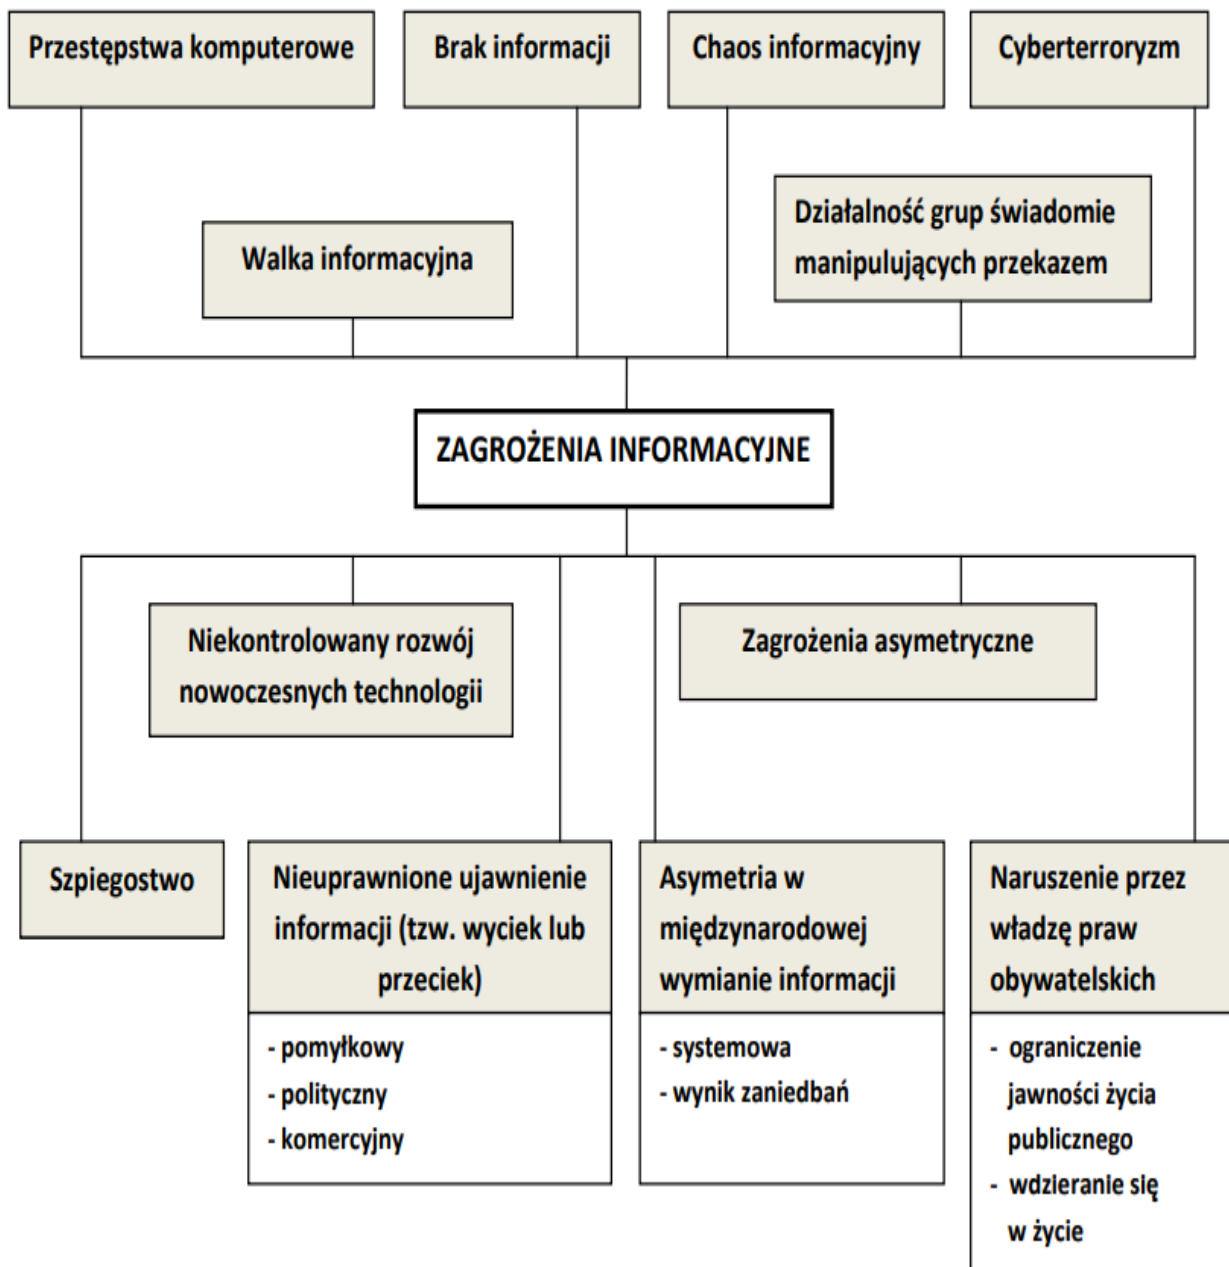 Przestępstwa komputerowe
Brak informacji
Chaos informacyjny
Cyberterroryzm
Działalność grup świadomie
manipulujących przekazem
Walka informacyjna
ZAGROŻENIA INFORMACYJNE
Niekontrolowany rozwój
nowoczesnych technologii
Zagrożenia asymetryczne
Szpiegostwo
Nieuprawnione ujawnienie
informacji (tzw. wyciek lub
przeciek)
- pomyłkowy
- polityczny
- komercyjny
Asymetria w
międzynarodowej
wymianie informacji
- systemowa
- wynik zaniedbań
Naruszenie przez
władzę praw
obywatelskich
- ograniczenie
jawności życia
publicznego
- wdzieranie się
w życie